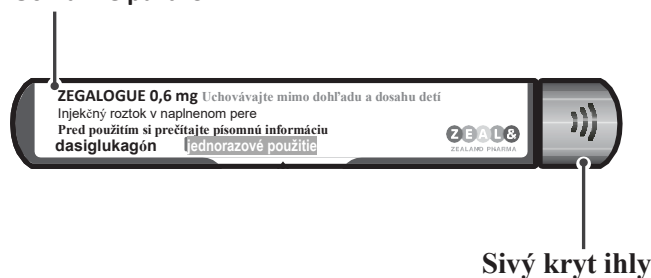 ZEGALOGUE 0,6 mg Uchovávajte mimo dohľadu a dosahu detí
Injekčný roztok v naplnenom pere
Pred použitím si prečítajte písomnú informáciu
dasiglukagón jednorazové použitie
ZEAL&
ZEALAND PHARMA
Sivý kryt ihly